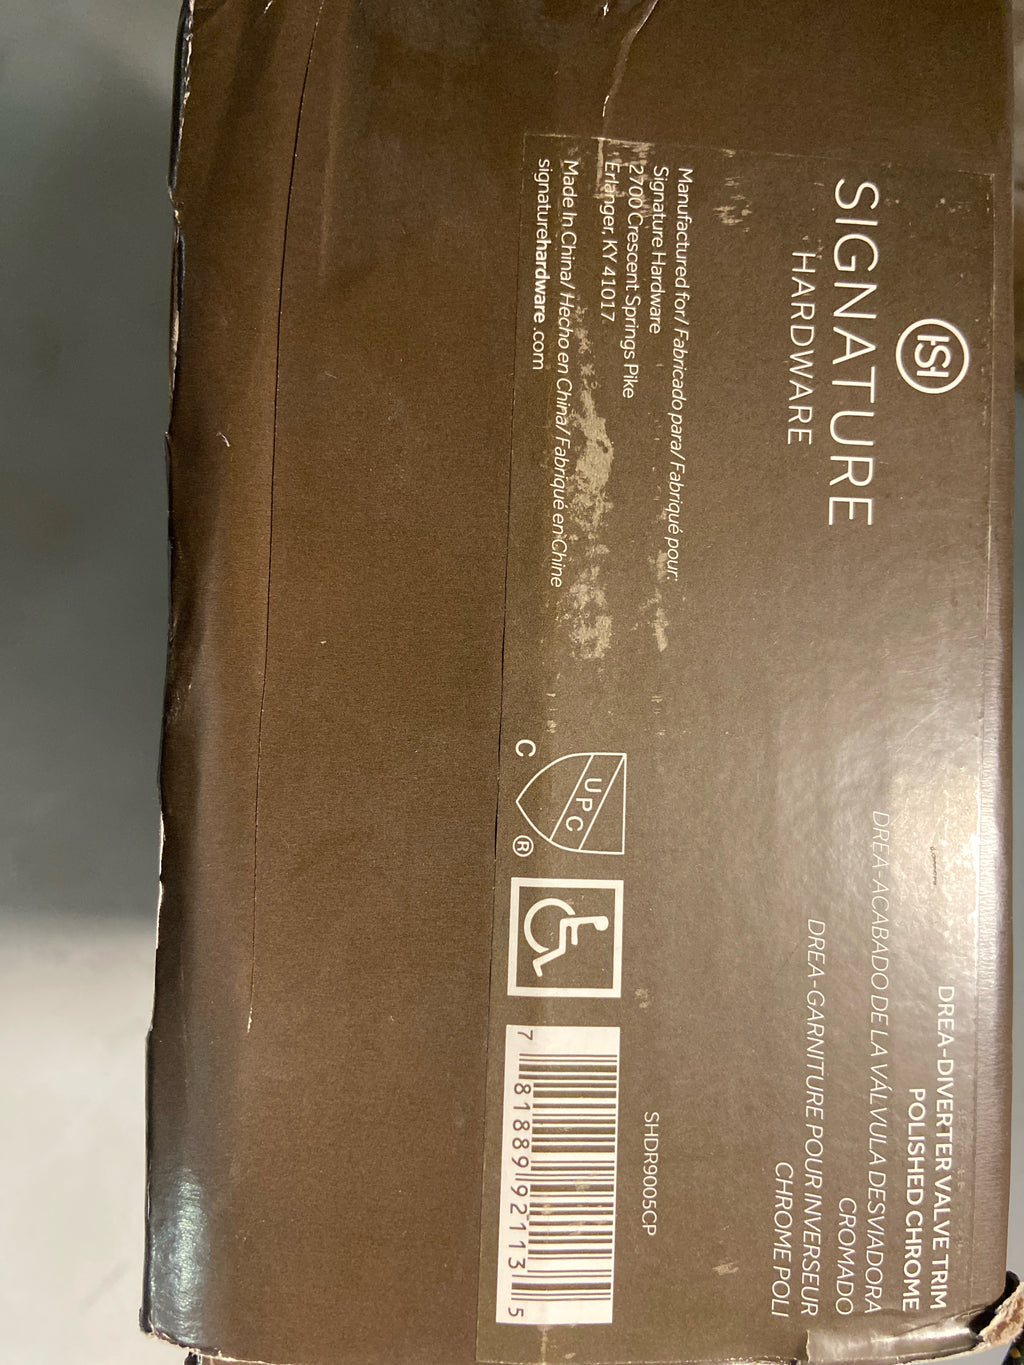 SH
SIGNATURE
HARDWARE
DREA-DIVERTER VALVE TRIM
POLISHED CHROME
DREA-ACABADO DE LA VÁLVULA DESVIADORA
CROMADO
DREA-GARNITURE POUR INVERSEUR
CHROME POLI
Manufactured for/ Fabricado para/ Fabriqué pour:
Signature Hardware
2700 Crescent Springs Pike
Erlanger, KY 41017
Made In China/ Hecho en China/ Fabriqué en Chine
signaturehardware.com
UPC
C ®
SHDR9005CP
7 81889 92113 5